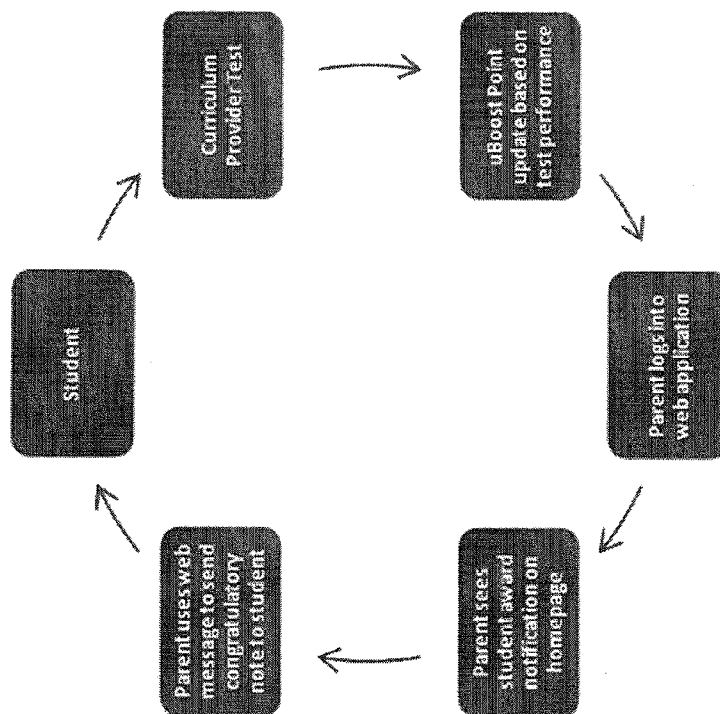 Student
Curriculum
Provider Test
uBoost Point
update based on
test performance
Parent logs into
web application
Parent sees
student award
notification on
homepage
Parent uses web
message to send
congratulatory
note to student